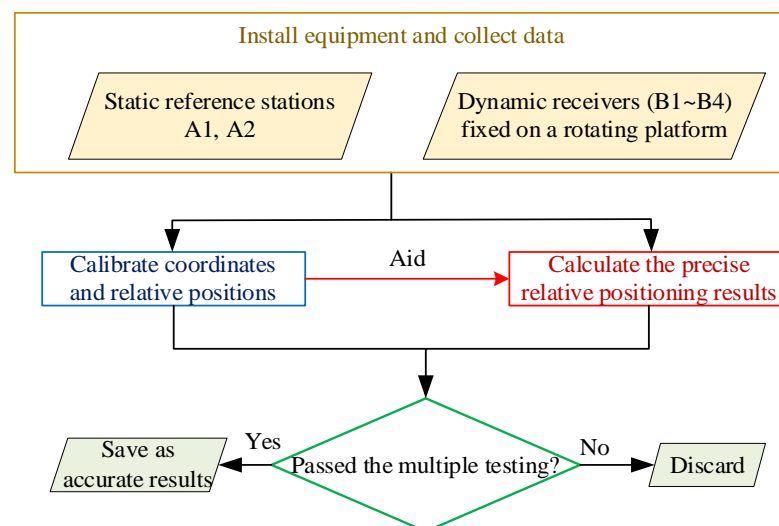 Install equipment and collect data
Static reference stations
A1, A2
Dynamic receivers (B1~B4)
fixed on a rotating platform
Calibrate coordinates
and relative positions
Aid
Calculate the precise
relative positioning results
Save as
accurate results
Yes
Passed the multiple testing?
No
Discard